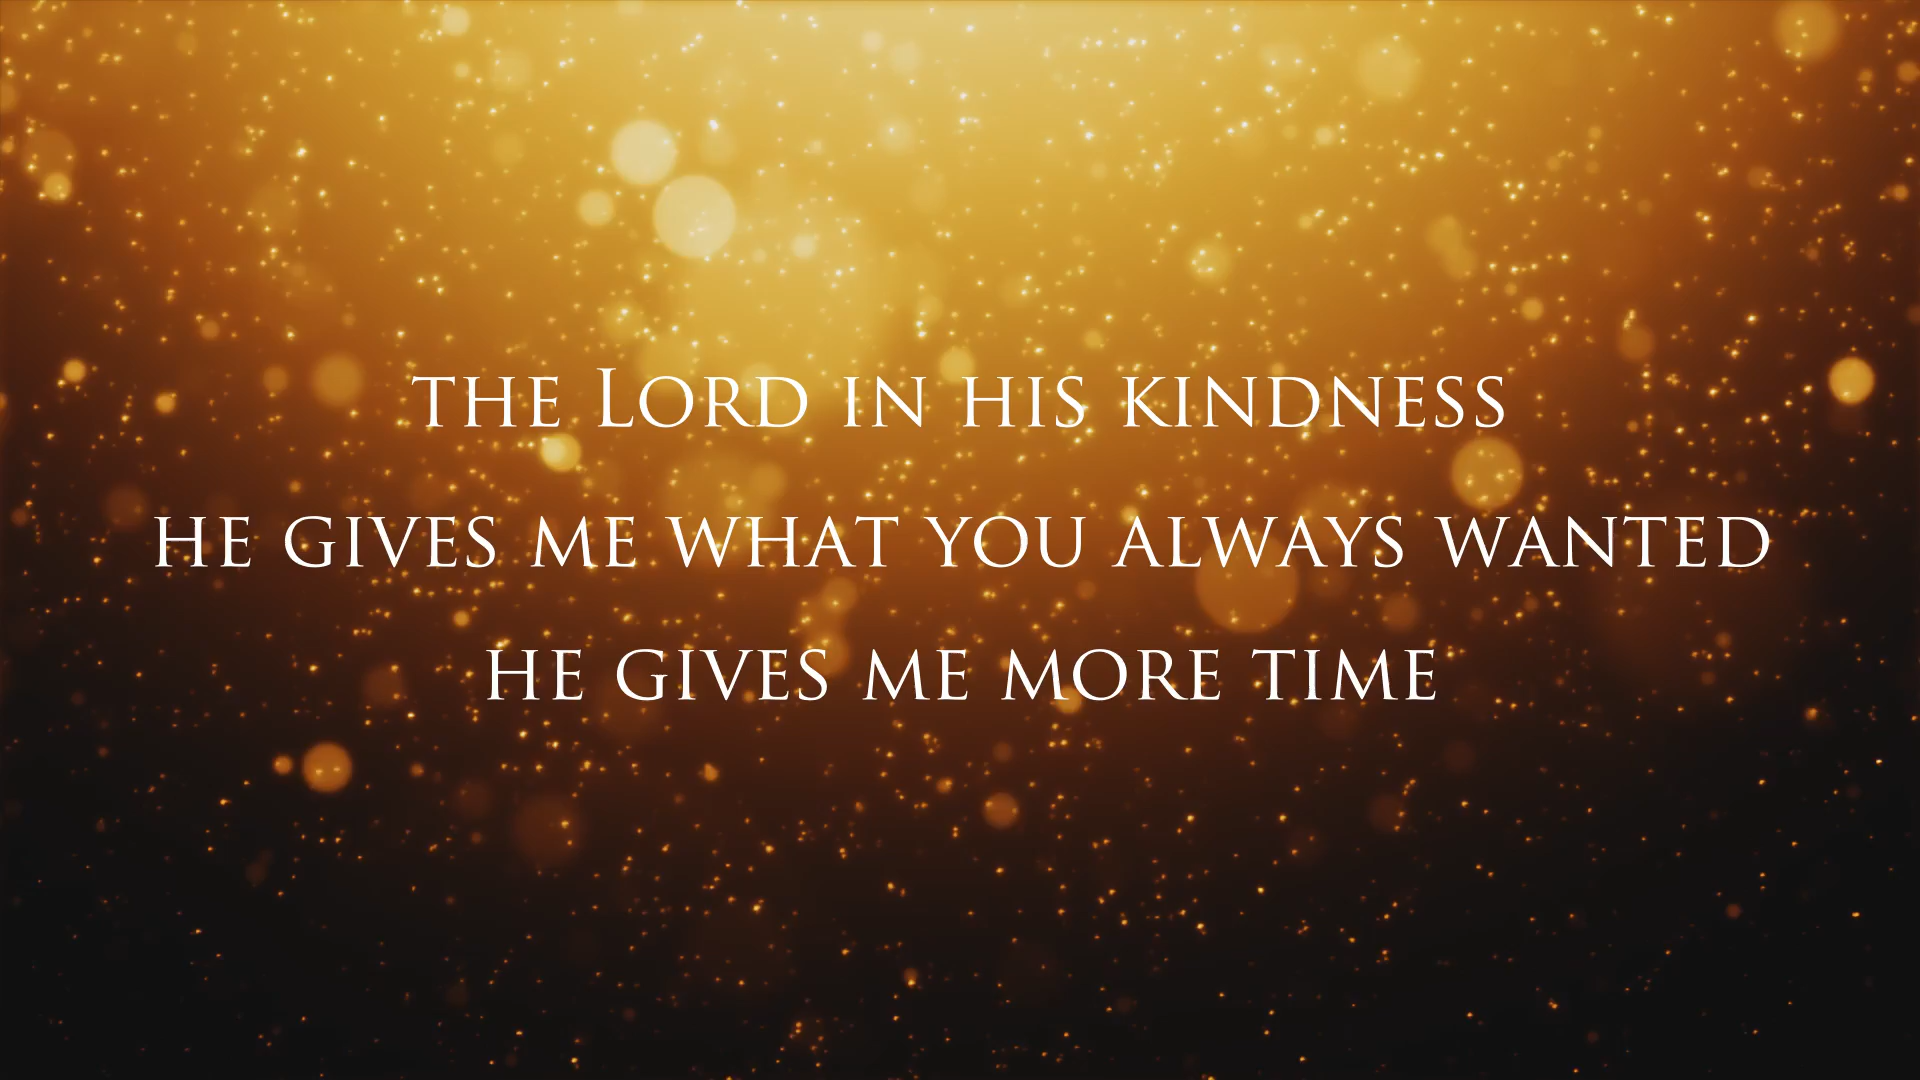 the Lord in his kindness
he gives me what you always wanted
he gives me more time